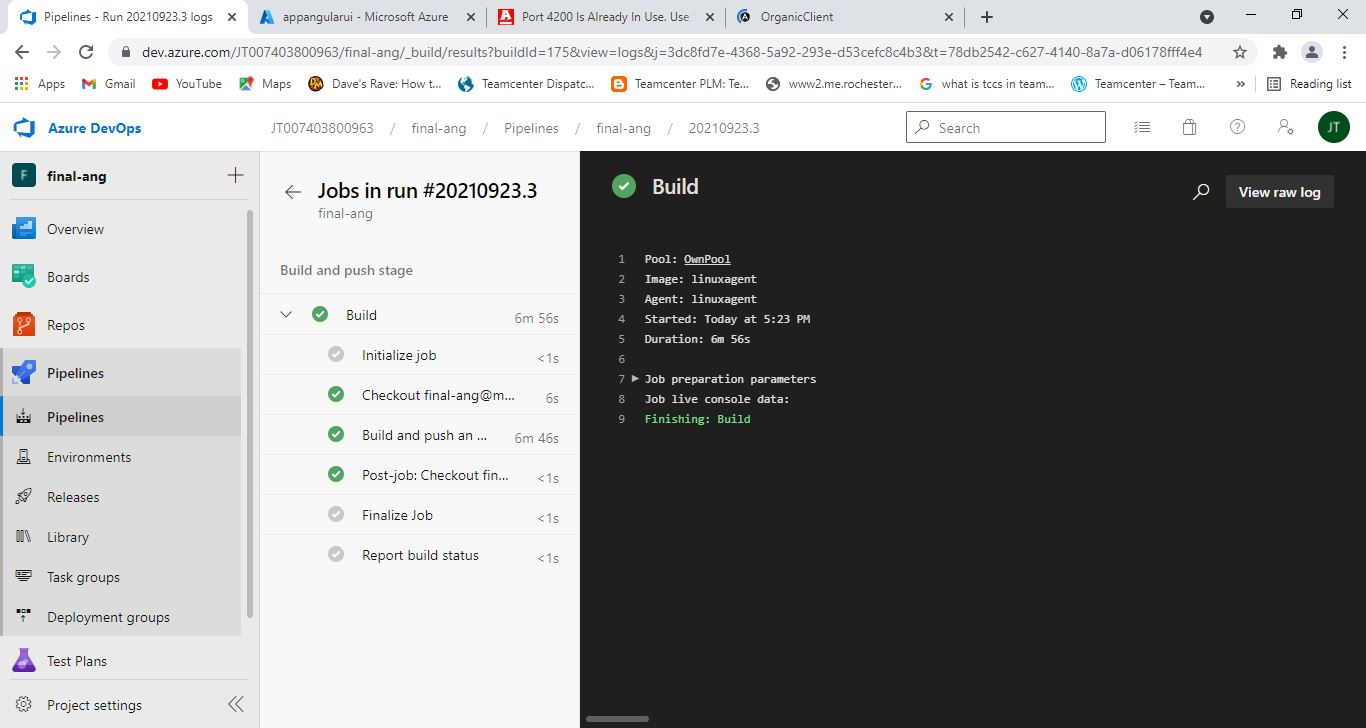 Pipelines - Run 20210923.3 logs
appangularui - Microsoft Azure
Port 4200 Is Already In Use. Use '
OrganicClient
dev.azure.com/JT007403800963/final-ang/_build/results?buildId=175&view=logs&j=3dc8fd7e-4368-5a92-293e-d53cefc8c4b3&t=78db2542-c627-4140-8a7a-d06178fff4e4
Apps
Gmail
YouTube
Maps
Dave's Rave: How t...
Teamcenter Dispatc...
Teamcenter PLM: Te...
www2.me.rochester...
what is tccs in team...
Teamcenter – Team...
»
Reading list
Azure DevOps
JT007403800963 / final-ang / Pipelines / final-ang / 20210923.3
Search
JT
F
final-ang
Overview
Boards
Repos
Pipelines
Pipelines
Environments
Releases
Library
Task groups
Deployment groups
Test Plans
Project settings
Jobs in run #20210923.3
final-ang
Build and push stage
Build 6m 56s
Initialize job <1s
Checkout final-ang@m... 6s
Build and push an ... 6m 46s
Post-job: Checkout fin... <1s
Finalize Job <1s
Report build status <1s
Build
View raw log
1 Pool: OwnPool
2 Image: linuxagent
3 Agent: linuxagent
4 Started: Today at 5:23 PM
5 Duration: 6m 56s
6
7 Job preparation parameters
8 Job live console data:
9 Finishing: Build